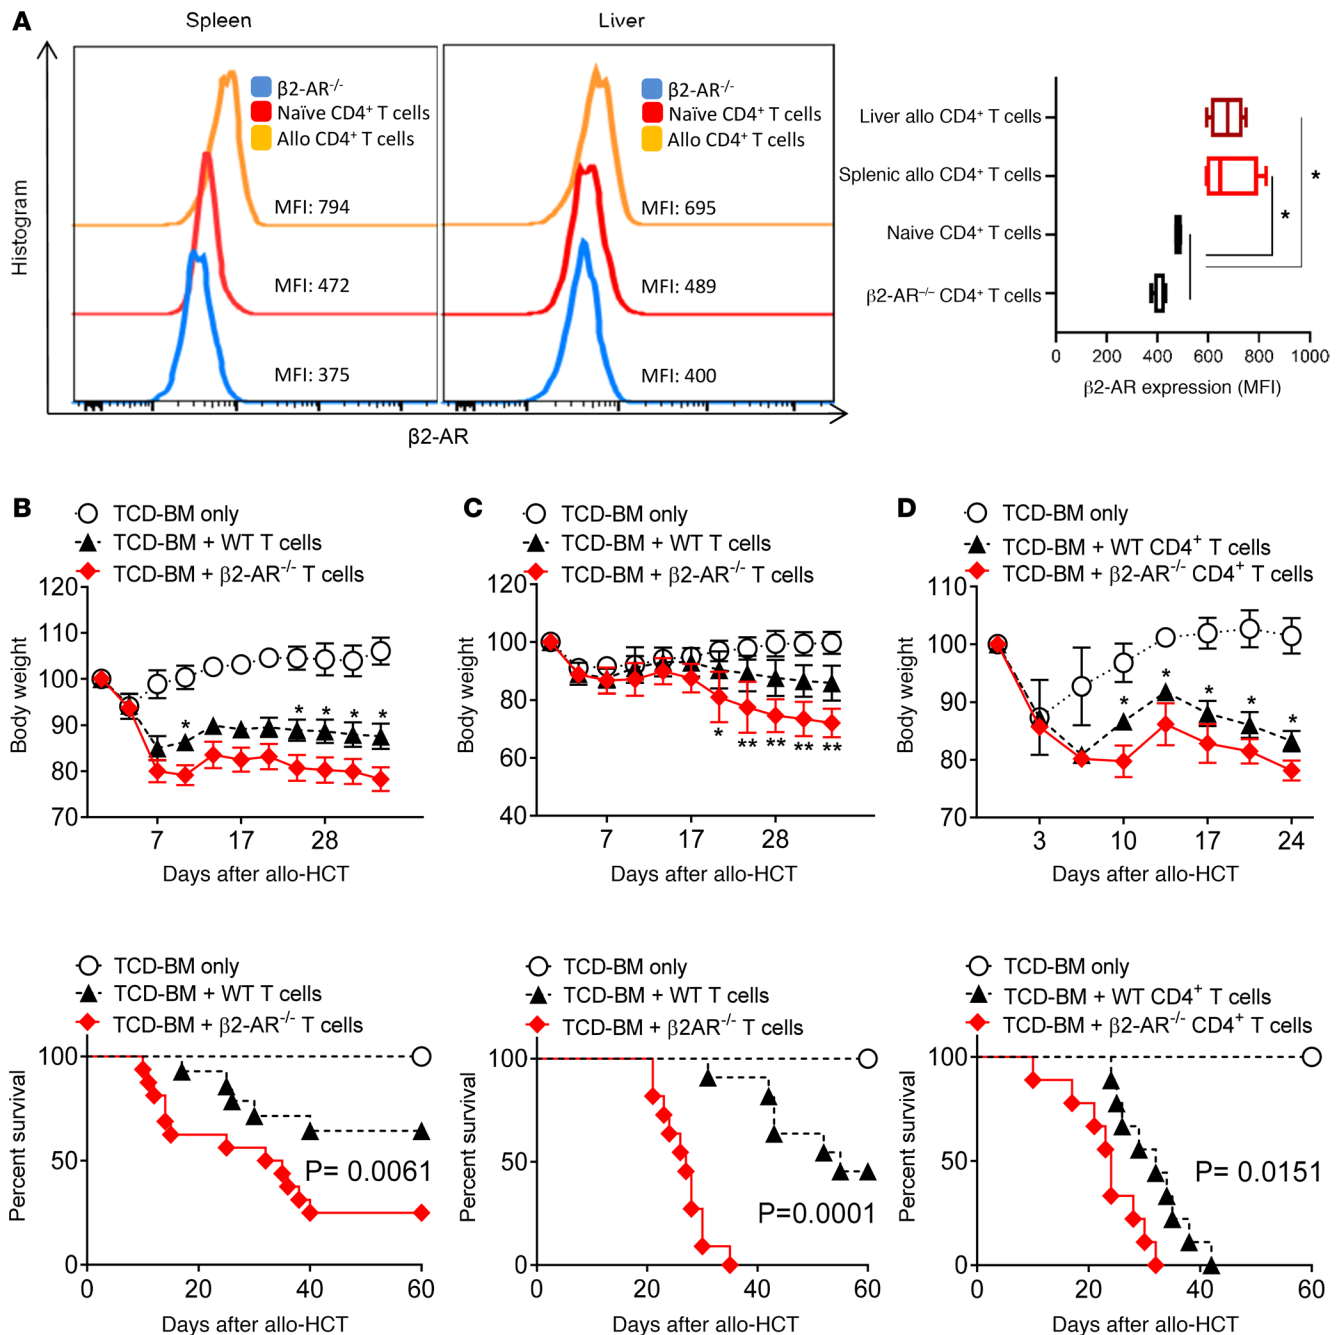 A
Spleen
Liver
Histogram
β2-AR⁻/⁻
Naïve CD4⁺ T cells
Allo CD4⁺ T cells
MFI: 794
MFI: 472
MFI: 375
β2-AR⁻/⁻
Naïve CD4⁺ T cells
Allo CD4⁺ T cells
MFI: 695
MFI: 489
MFI: 400
β2-AR
Liver allo CD4⁺ T cells
Splenic allo CD4⁺ T cells
Naive CD4⁺ T cells
β2-AR⁻/⁻ CD4⁺ T cells
*
*
0 200 400 600 800 1000
β2-AR expression (MFI)
B
TCD-BM only
TCD-BM + WT T cells
TCD-BM + β2-AR⁻/⁻ T cells
Body weight
120
110
100
90
80
70
* * * * *
7 17 28
Days after allo-HCT
C
TCD-BM only
TCD-BM + WT T cells
TCD-BM + β2-AR⁻/⁻ T cells
Body weight
120
100
80
60
40
* ** ** ** **
7 17 28
Days after allo-HCT
D
TCD-BM only
TCD-BM + WT CD4⁺ T cells
TCD-BM + β2-AR⁻/⁻ CD4⁺ T cells
Body weight
110
100
90
80
70
* * * * *
3 10 17 24
Days after allo-HCT
TCD-BM only
TCD-BM + WT T cells
TCD-BM + β2-AR⁻/⁻ T cells
Percent survival
100
50
0
P= 0.0061
0 20 40 60
Days after allo-HCT
TCD-BM only
TCD-BM + WT T cells
TCD-BM + β2AR⁻/⁻ T cells
Percent survival
100
50
0
P=0.0001
0 20 40 60
Days after allo-HCT
TCD-BM only
TCD-BM + WT CD4⁺ T cells
TCD-BM + β2-AR⁻/⁻ CD4⁺ T cells
Percent survival
100
50
0
P= 0.0151
0 20 40 60
Days after allo-HCT